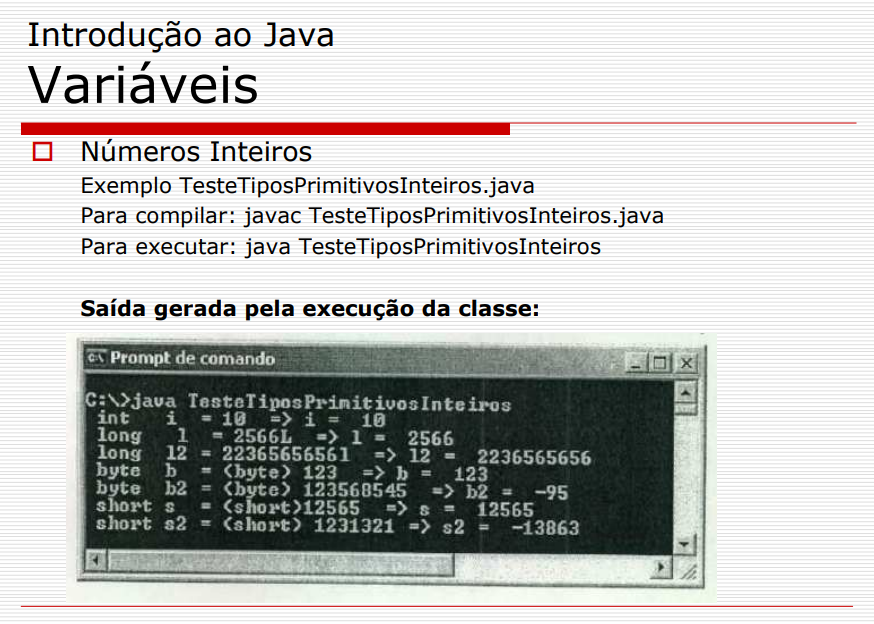 Introdução ao Java
Variáveis
Números Inteiros
Exemplo TesteTiposPrimitivosInteiros.java
Para compilar: javac TesteTiposPrimitivosInteiros.java
Para executar: java TesteTiposPrimitivosInteiros
Saída gerada pela execução da classe:
Prompt de comando
C:\>java TesteTiposPrimitivosInteiros
int i = 10 => i = 10
long l = 2566L => l = 2566
long l2 = 2236565656l => l2 = 2236565656
byte b = (byte) 123 => b = 123
byte b2 = (byte) 123568545 => b2 = -95
short s = (short)12565 => s = 12565
short s2 = (short) 1231321 => s2 = -13863